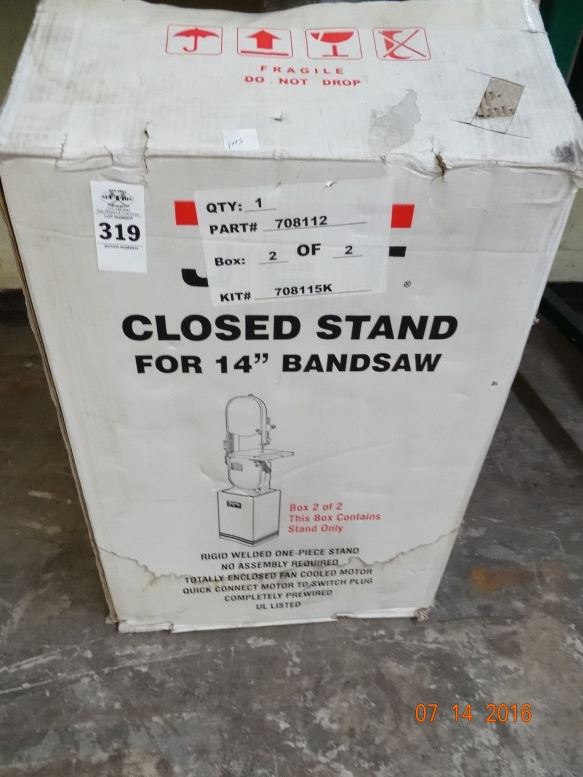 FRAGILE
DO NOT DROP
LOT NUMBER
319
QTY: 1
PART# 708112
Box: 2 OF 2
KIT# 708115K
®
CLOSED STAND
FOR 14" BANDSAW
Box 2 of 2
This Box Contains
Stand Only
RIGID WELDED ONE-PIECE STAND
NO ASSEMBLY REQUIRED
TOTALLY ENCLOSED FAN COOLED MOTOR
QUICK CONNECT MOTOR TO SWITCH PLUG
COMPLETELY PREWIRED
UL LISTED
07 14 2016